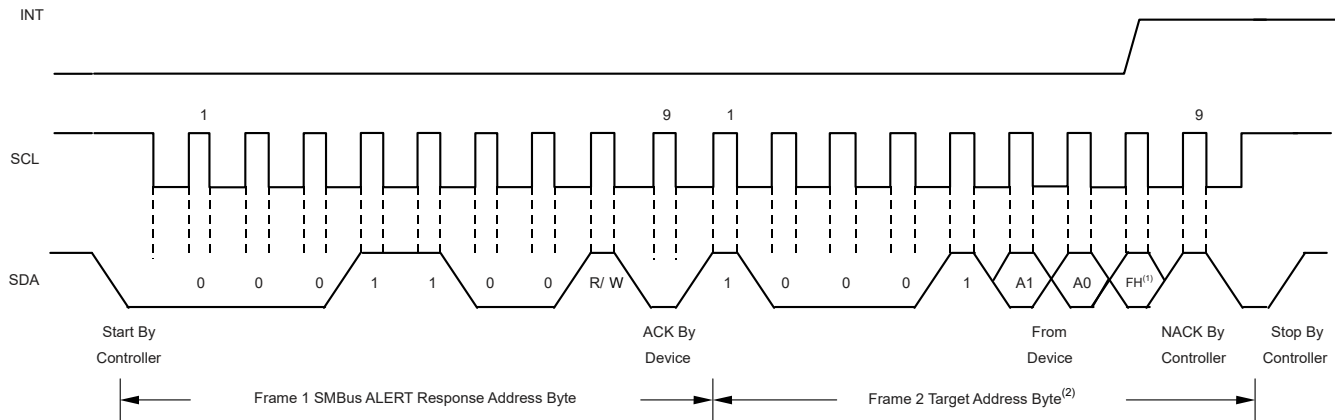 INT
1 9 1 9
SCL
SDA
0 0 0 1 1 0 0 R/ W 1 0 0 0 1 A1 A0 FH(1)
Start By
Controller
ACK By
Device
From
Device
NACK By
Controller
Stop By
Controller
Frame 1 SMBus ALERT Response Address Byte
Frame 2 Target Address Byte(2)